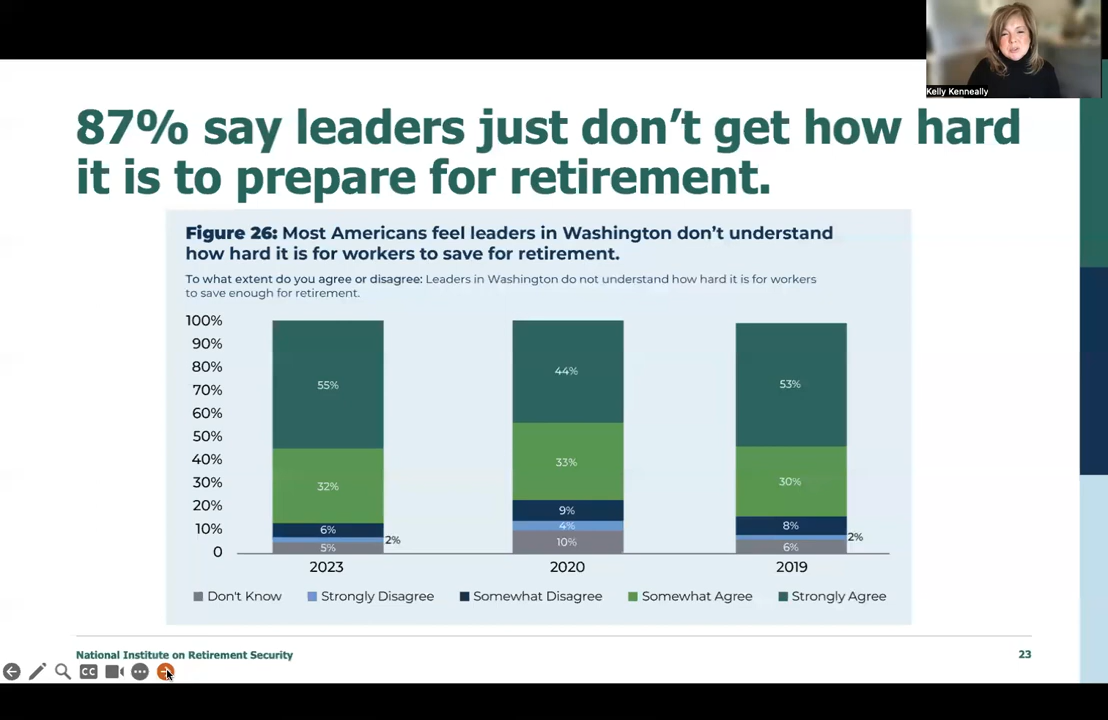 Kelly Kenneally
87% say leaders just don't get how hard
it is to prepare for retirement.
Figure 26: Most Americans feel leaders in Washington don't understand
how hard it is for workers to save for retirement.
To what extent do you agree or disagree: Leaders in Washington do not understand how hard it is for workers
to save enough for retirement.
100%
90%
80%
70%
60%
50%
40%
30%
20%
10%
0
55%
32%
6%
2%
5%
44%
33%
9%
4%
10%
53%
30%
8%
2%
6%
2023 2020 2019
Don't Know Strongly Disagree Somewhat Disagree Somewhat Agree Strongly Agree
National Institute on Retirement Security 23
CC